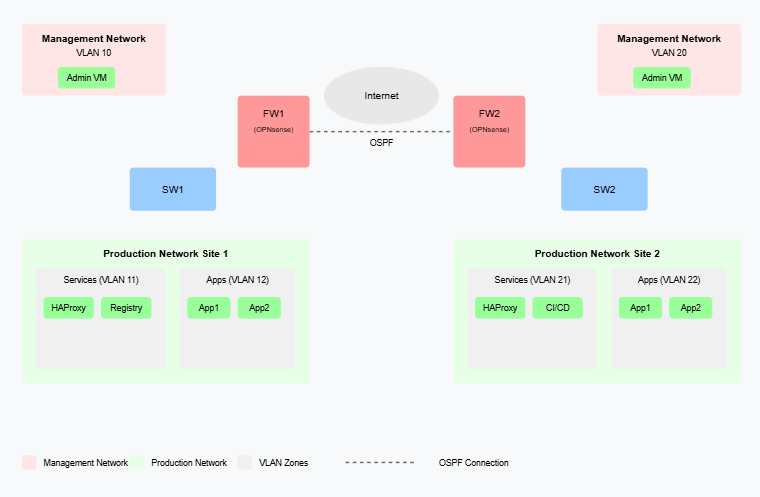 Management Network
VLAN 10
Admin VM
Management Network
VLAN 20
Admin VM
Internet
FW1
(OPNsense)
FW2
(OPNsense)
OSPF
SW1
SW2
Production Network Site 1
Services (VLAN 11)
HAProxy
Registry
Apps (VLAN 12)
App1
App2
Production Network Site 2
Services (VLAN 21)
HAProxy
CI/CD
Apps (VLAN 22)
App1
App2
Management Network
Production Network
VLAN Zones
OSPF Connection